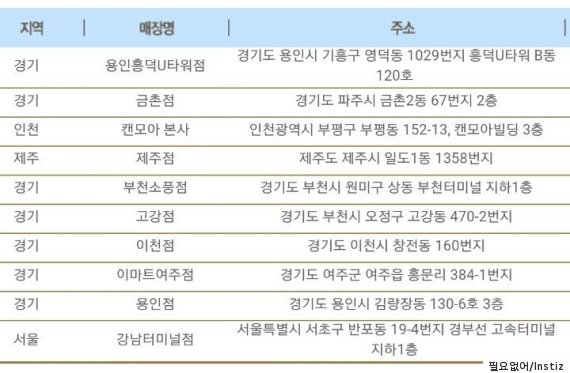 지역 | 매장명 | 주소 |
경기 용인흥덕U타워점 경기도 용인시 기흥구 영덕동 1029번지 흥덕U타워 B동
120호
경기 금촌점 경기도 파주시 금촌2동 67번지 2층
인천 캔모아 본사 인천광역시 부평구 부평동 152-13, 캔모아빌딩 3층
제주 제주점 제주도 제주시 일도1동 1358번지
경기 부천소풍점 경기도 부천시 원미구 상동 부천터미널 지하1층
경기 고강점 경기도 부천시 오정구 고강동 470-2번지
경기 이천점 경기도 이천시 창전동 160번지
경기 이마트여주점 경기도 여주군 여주읍 홍문리 384-1번지
경기 용인점 경기도 용인시 김량장동 130-6호 3층
서울 강남터미널점 서울특별시 서초구 반포동 19-4번지 경부선 고속터미널
지하1층
필요없어/Instiz